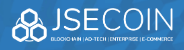 JSECOIN
BLOCKCHAIN | AD-TECH | ENTERPRISE | E-COMMERCE